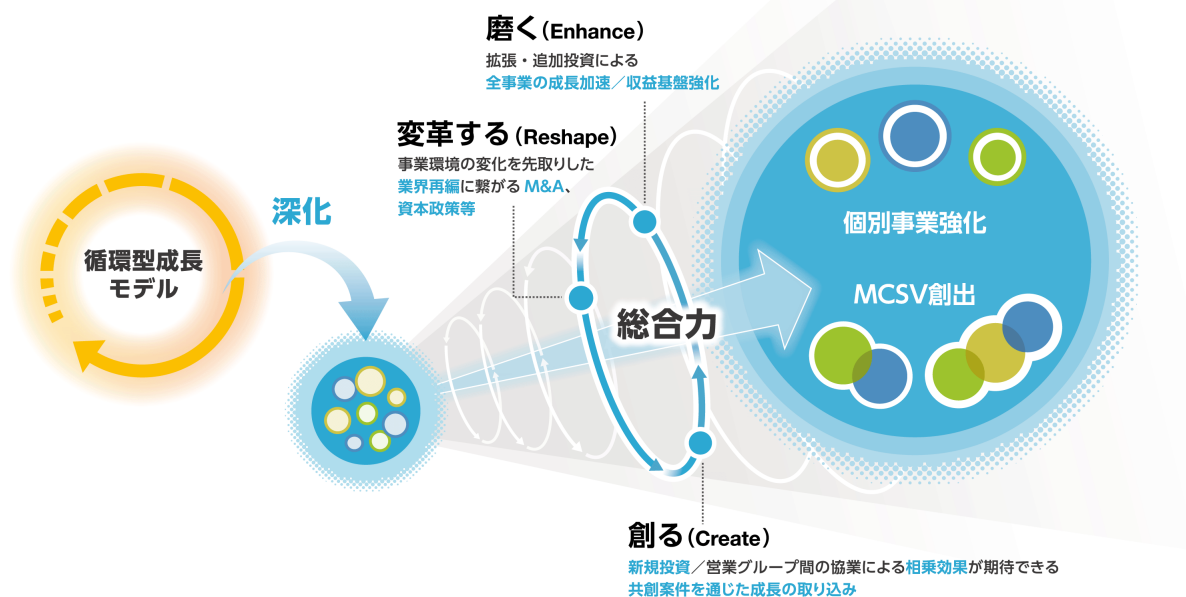 磨く(Enhance)
拡張・追加投資による
全事業の成長加速／収益基盤強化
変革する(Reshape)
事業環境の変化を先取りした
業界再編に繋がるM&A、
資本政策等
循環型成長
モデル
深化
総合力
個別事業強化
MCSV創出
創る(Create)
新規投資／営業グループ間の協業による相乗効果が期待できる
共創案件を通じた成長の取り込み